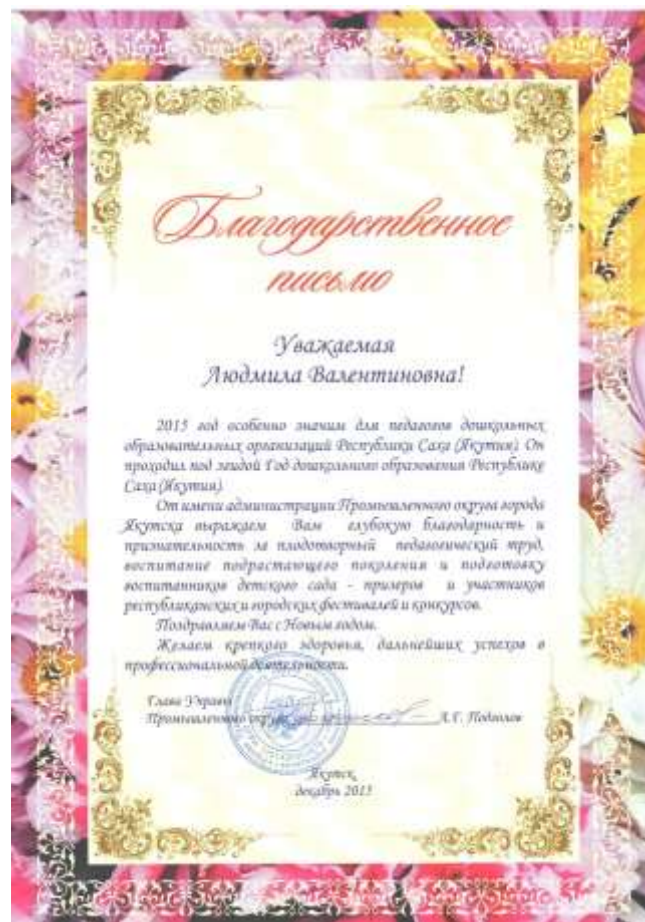 Благодарственное
письмо
Уважаемая
Людмила Валентиновна!
2015 год особенно значим для педагогов дошкольных
образовательных организаций Республики Саха (Якутия). Он
проходил под эгидой Год дошкольного образования Республике
Саха (Якутия).
От имени администрации Промышленного округа города
Якутска выражаем Вам глубокую благодарность и
признательность за плодотворный педагогический труд,
воспитание подрастающего поколения и подготовку
воспитанников детского сада - призеров и участников
республиканских и городских фестивалей и конкурсов.
Поздравляем Вас с Новым годом.
Желаем крепкого здоровья, дальнейших успехов в
профессиональной деятельности.
Глава Управы
Промышленного округа А.Г. Подголов
Якутск,
декабрь 2015